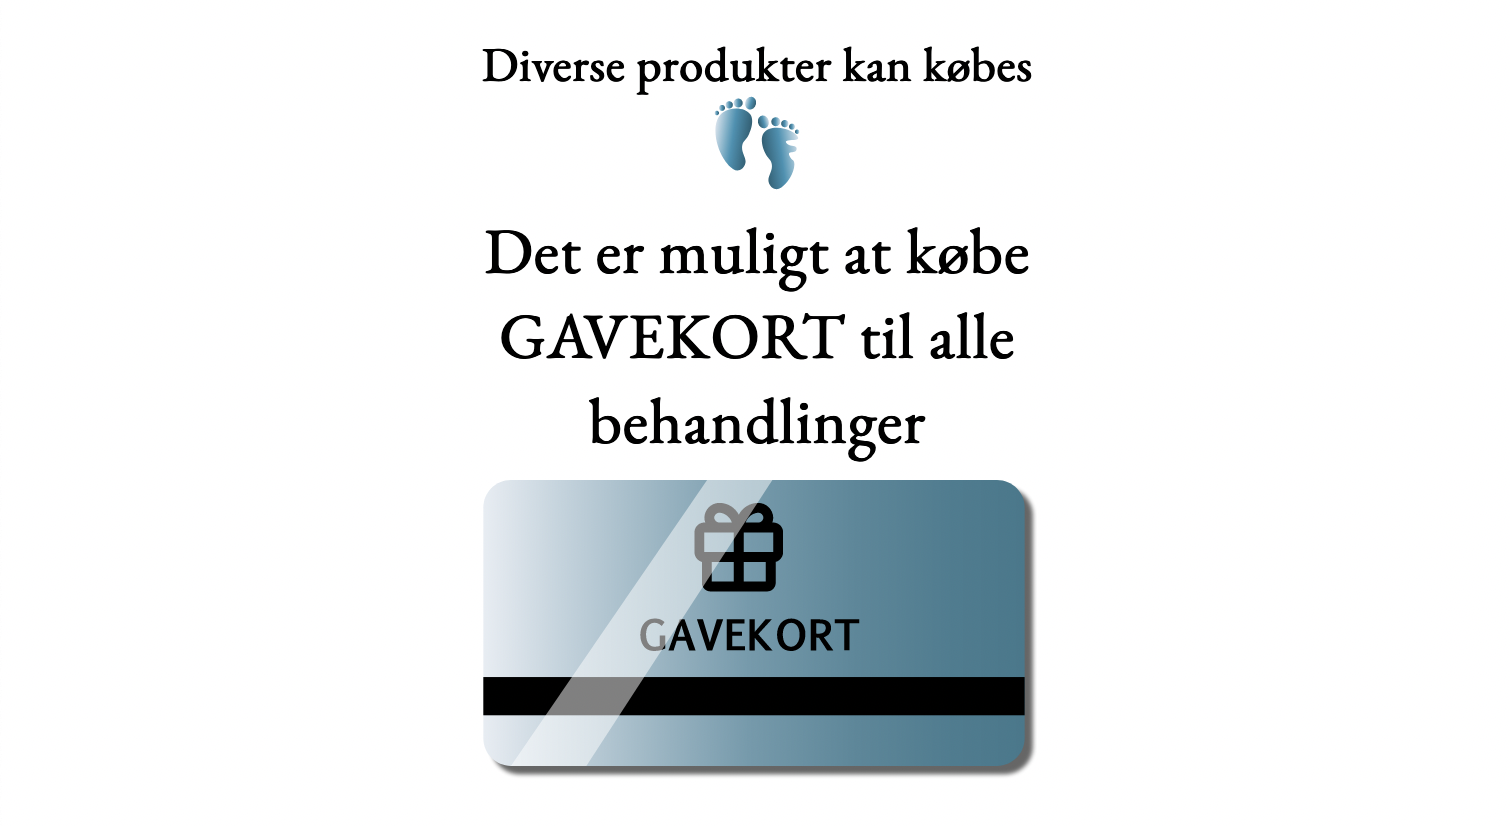 Diverse produkter kan købes
Det er muligt at købe
GAVEKORT til alle
behandlinger
GAVEKORT